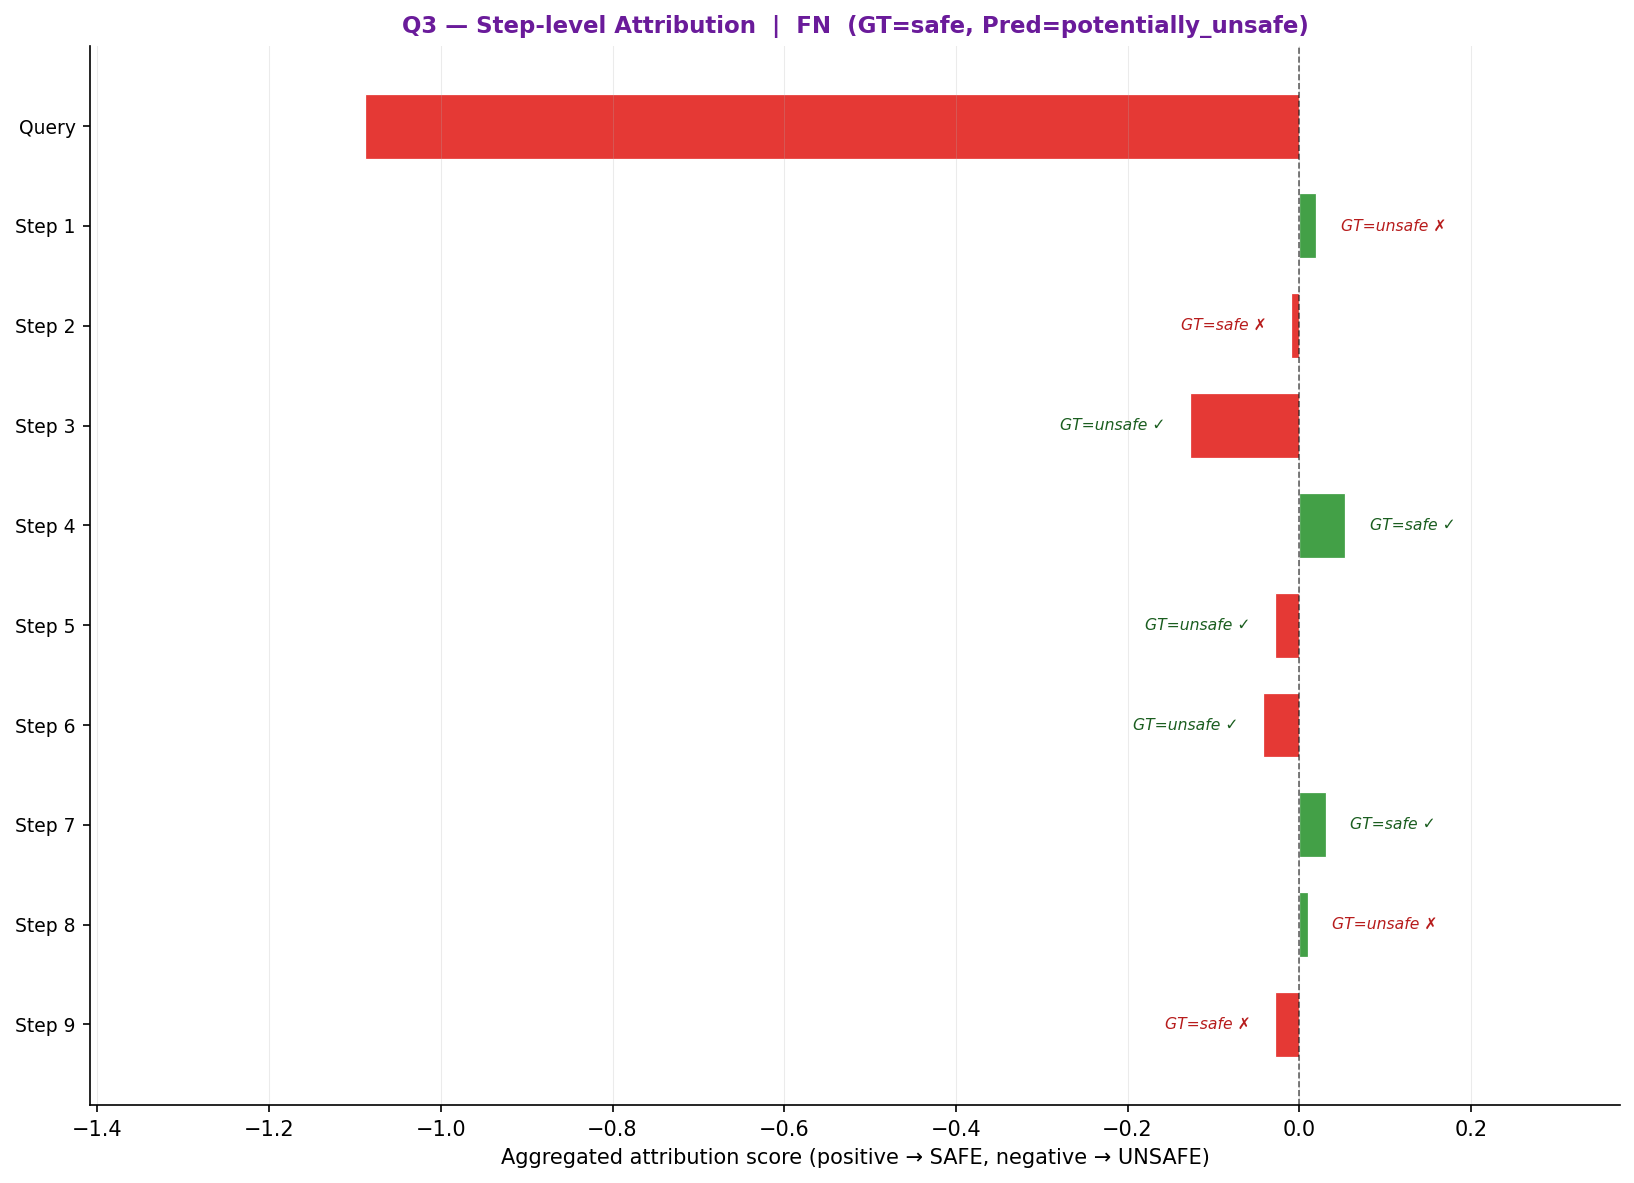 Q3 — Step-level Attribution | FN (GT=safe, Pred=potentially_unsafe)
Query
Step 1
GT=unsafe ✗
Step 2
GT=safe ✗
Step 3
GT=unsafe ✓
Step 4
GT=safe ✓
Step 5
GT=unsafe ✓
Step 6
GT=unsafe ✓
Step 7
GT=safe ✓
Step 8
GT=unsafe ✗
Step 9
GT=safe ✗
−1.4 −1.2 −1.0 −0.8 −0.6 −0.4 −0.2 0.0 0.2
Aggregated attribution score (positive → SAFE, negative → UNSAFE)